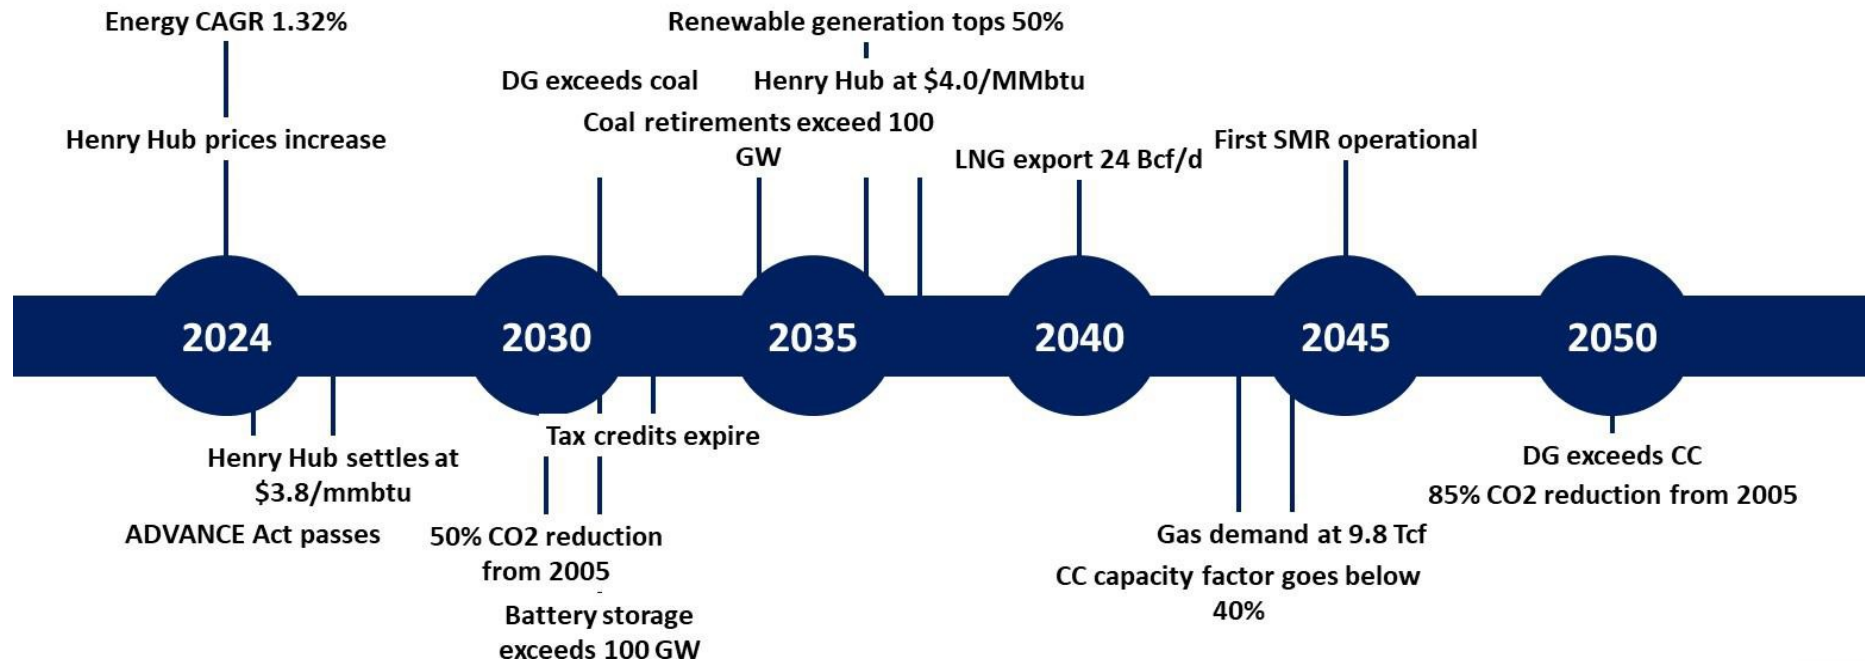 Energy CAGR 1.32%
Renewable generation tops 50%
DG exceeds coal
Henry Hub at $4.0/MMbtu
Henry Hub prices increase
Coal retirements exceed 100
GW
LNG export 24 Bcf/d
First SMR operational
2024
2030
2035
2040
2045
2050
Henry Hub settles at
$3.8/mmbtu
ADVANCE Act passes
Tax credits expire
50% CO2 reduction
from 2005
Battery storage
exceeds 100 GW
Gas demand at 9.8 Tcf
CC capacity factor goes below
40%
DG exceeds CC
85% CO2 reduction from 2005